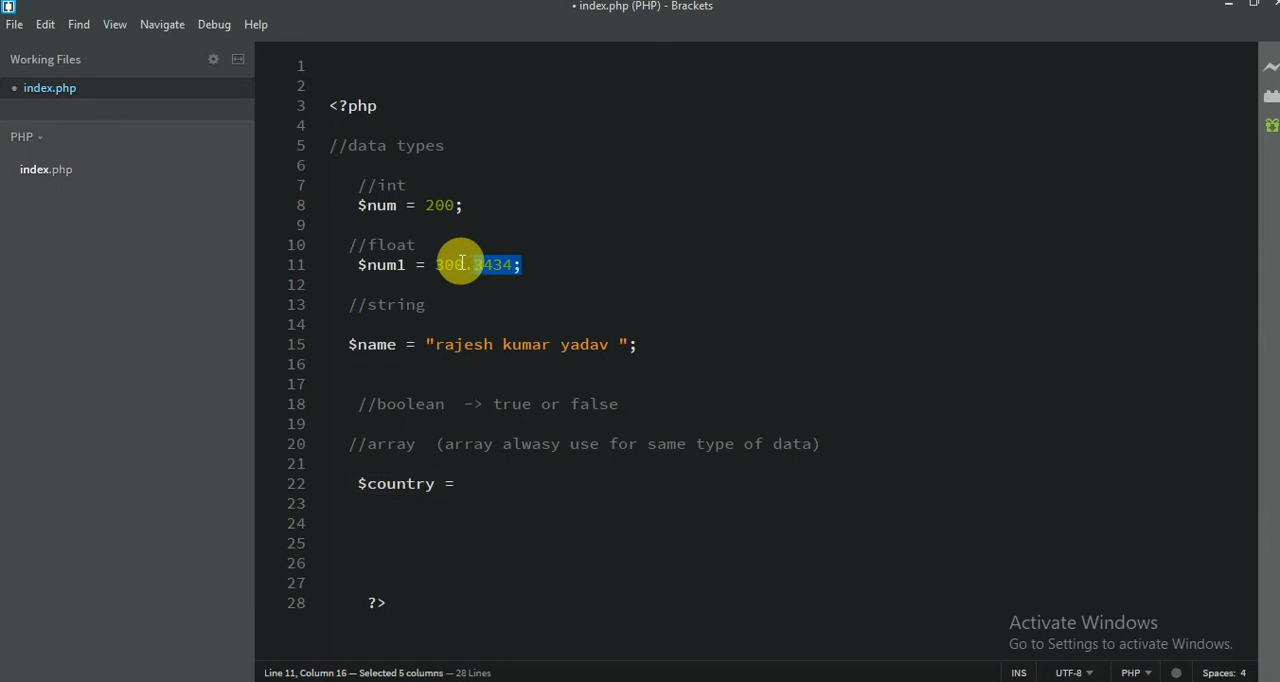 • index.php (PHP) - Brackets
File Edit Find View Navigate Debug Help
Working Files
• index.php
PHP
index.php
1
2
3 <?php
4
5 //data types
6
7 //int
8 $num = 200;
9
10 //float
11 $num1 = 300.3434;
12
13 //string
14
15 $name = "rajesh kumar yadav ";
16
17
18 //boolean -> true or false
19
20 //array (array alwasy use for same type of data)
21
22 $country =
23
24
25
26
27
28 ?>
Activate Windows
Go to Settings to activate Windows.
Line 11, Column 16 — Selected 5 columns — 28 Lines INS UTF-8 PHP Spaces: 4